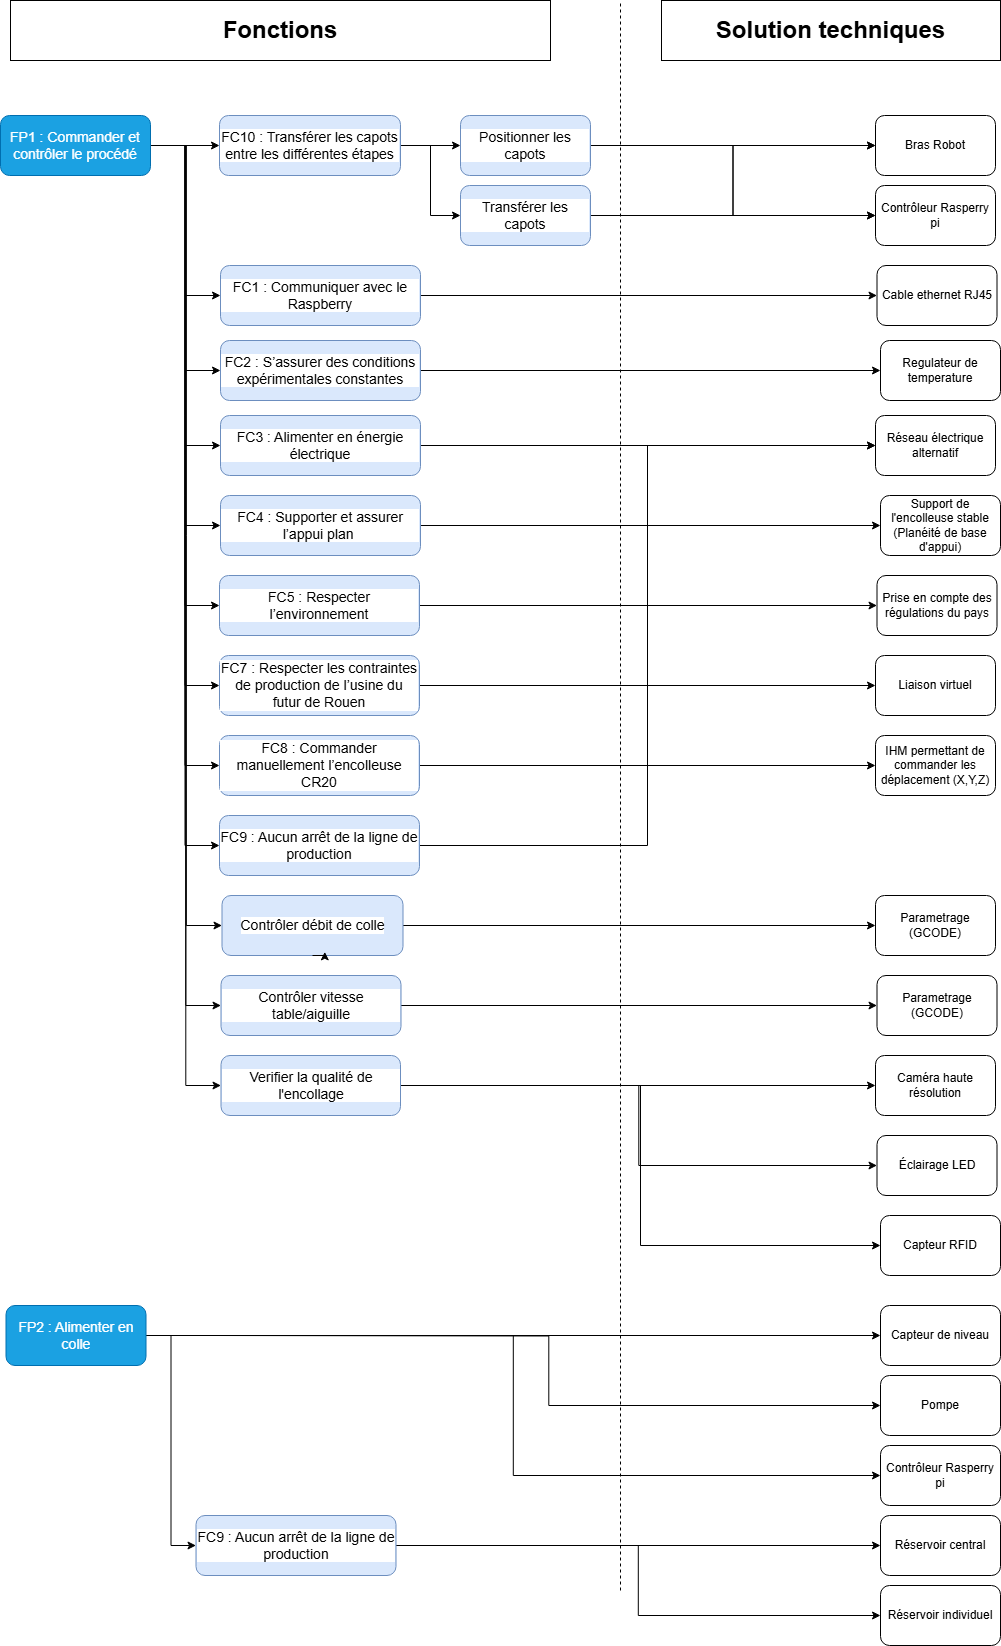 Fonctions
Solution techniques
FP1 : Commander et
contrôler le procédé
FC10 : Transférer les capots
entre les différentes étapes
Positionner les
capots
Bras Robot
Transférer les
capots
Contrôleur Rasperry
pi
FC1 : Communiquer avec le
Raspberry
Cable ethernet RJ45
FC2 : S’assurer des conditions
expérimentales constantes
Regulateur de
temperature
FC3 : Alimenter en énergie
électrique
Réseau électrique
alternatif
FC4 : Supporter et assurer
l’appui plan
Support de
l'encolleuse stable
(Planéité de base
d'appui)
FC5 : Respecter
l’environnement
Prise en compte des
régulations du pays
FC7 : Respecter les contraintes
de production de l’usine du
futur de Rouen
Liaison virtuel
FC8 : Commander
manuellement l’encolleuse
CR20
IHM permettant de
commander les
déplacement (X,Y,Z)
FC9 : Aucun arrêt de la ligne de
production
Contrôler débit de colle
Parametrage
(GCODE)
Contrôler vitesse
table/aiguille
Parametrage
(GCODE)
Verifier la qualité de
l'encollage
Caméra haute
résolution
Éclairage LED
Capteur RFID
FP2 : Alimenter en
colle
Capteur de niveau
Pompe
Contrôleur Rasperry
pi
FC9 : Aucun arrêt de la ligne de
production
Réservoir central
Réservoir individuel